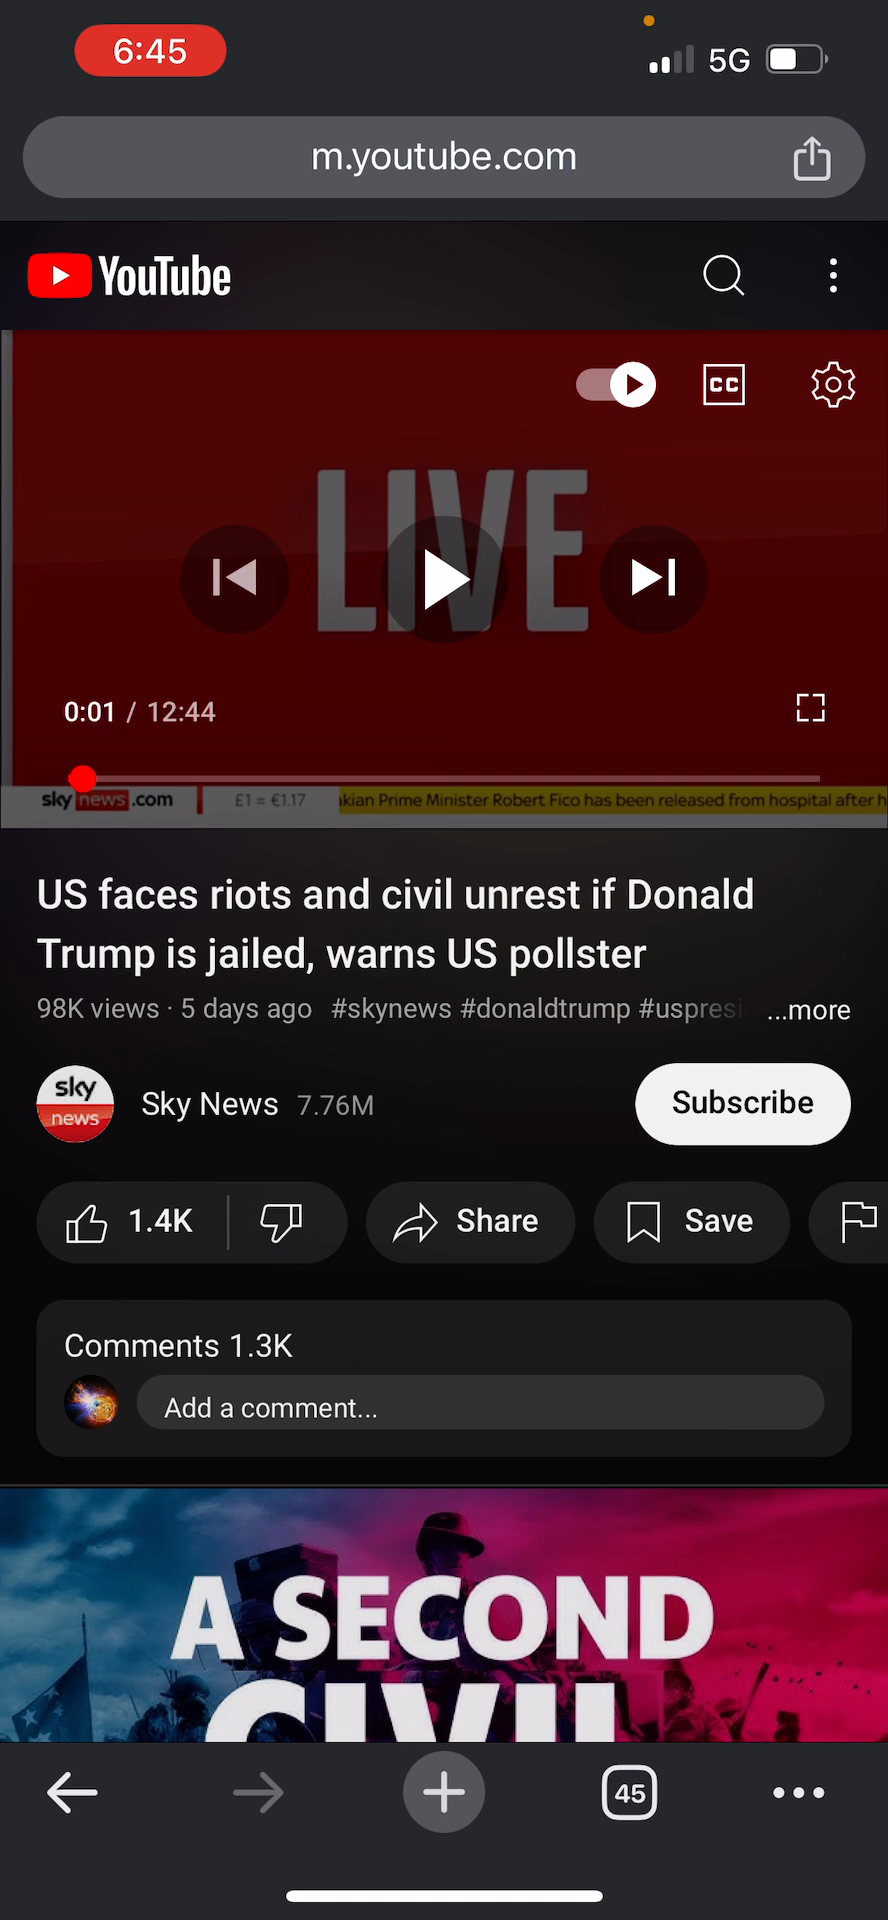 6:45
5G
m.youtube.com
YouTube
CC
LIVE
0:01 / 12:44
sky news.com £1 = €1.17 kian Prime Minister Robert Fico has been released from hospital after h
US faces riots and civil unrest if Donald
Trump is jailed, warns US pollster
98K views · 5 days ago #skynews #donaldtrump #uspresi ...more
sky
news
Sky News 7.76M
Subscribe
1.4K
Share
Save
Comments 1.3K
Add a comment...
A SECOND
CIVIL
45